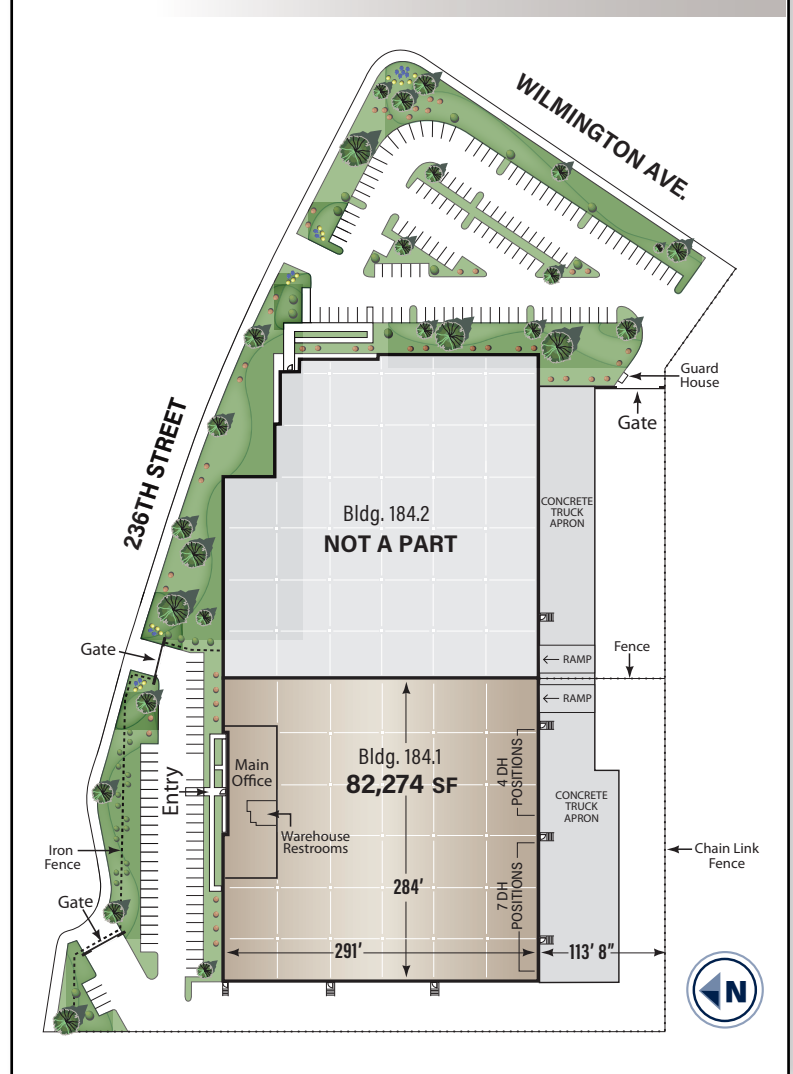 WILMINGTON AVE.
236TH STREET
Guard
House
Gate
CONCRETE
TRUCK
APRON
Bldg. 184.2
NOT A PART
Gate
Fence
RAMP
RAMP
Bldg. 184.1
82,274 SF
4 DH
POSITIONS
Main
Office
Entry
CONCRETE
TRUCK
APRON
Warehouse
Restrooms
Iron
Fence
Chain Link
Fence
7 DH
POSITIONS
284'
Gate
291'
113' 8"
N